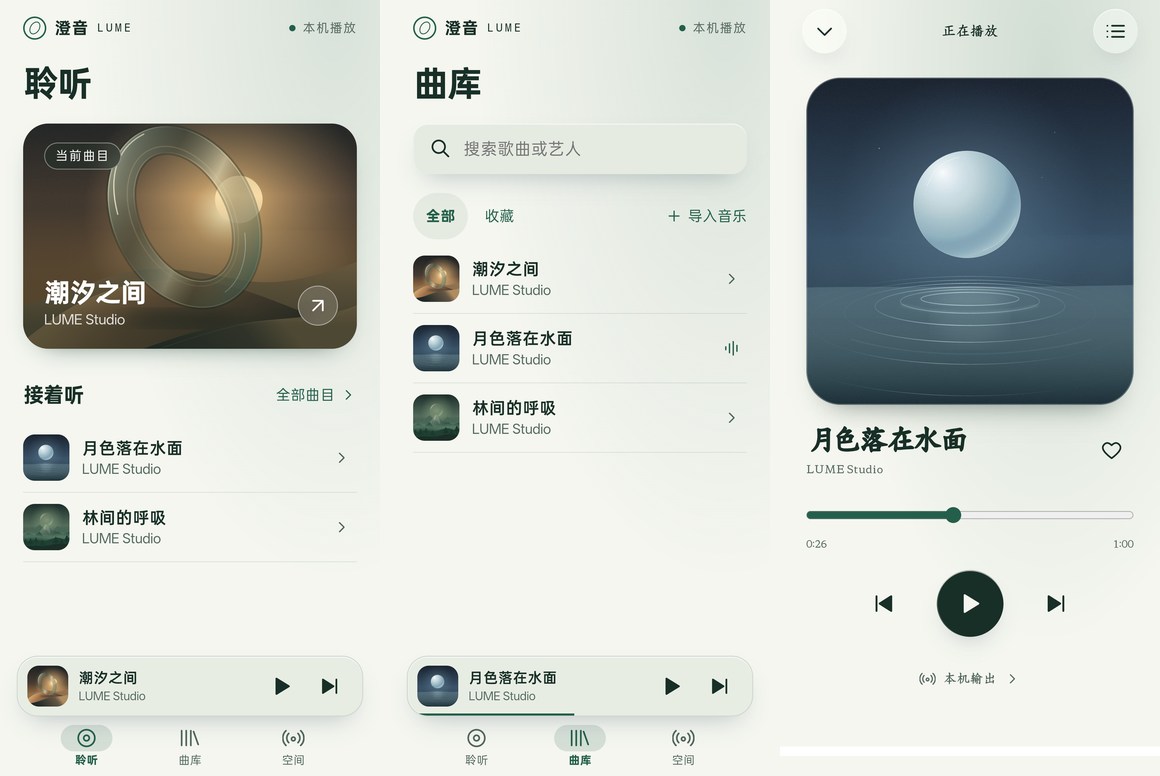 澄音 LUME
本机播放
聆听
当前曲目
潮汐之间
LUME Studio
接着听
全部曲目
月色落在水面
LUME Studio
林间的呼吸
LUME Studio
潮汐之间
LUME Studio
聆听
曲库
空间
澄音 LUME
本机播放
曲库
搜索歌曲或艺人
全部
收藏
导入音乐
潮汐之间
LUME Studio
月色落在水面
LUME Studio
林间的呼吸
LUME Studio
月色落在水面
LUME Studio
聆听
曲库
空间
正在播放
月色落在水面
LUME Studio
0:26
1:00
本机输出